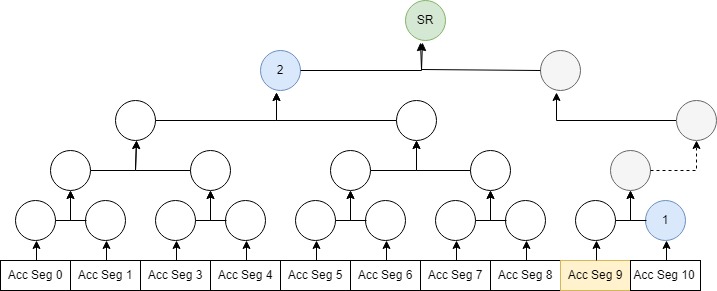 SR
2
1
Acc Seg 0
Acc Seg 1
Acc Seg 3
Acc Seg 4
Acc Seg 5
Acc Seg 6
Acc Seg 7
Acc Seg 8
Acc Seg 9
Acc Seg 10